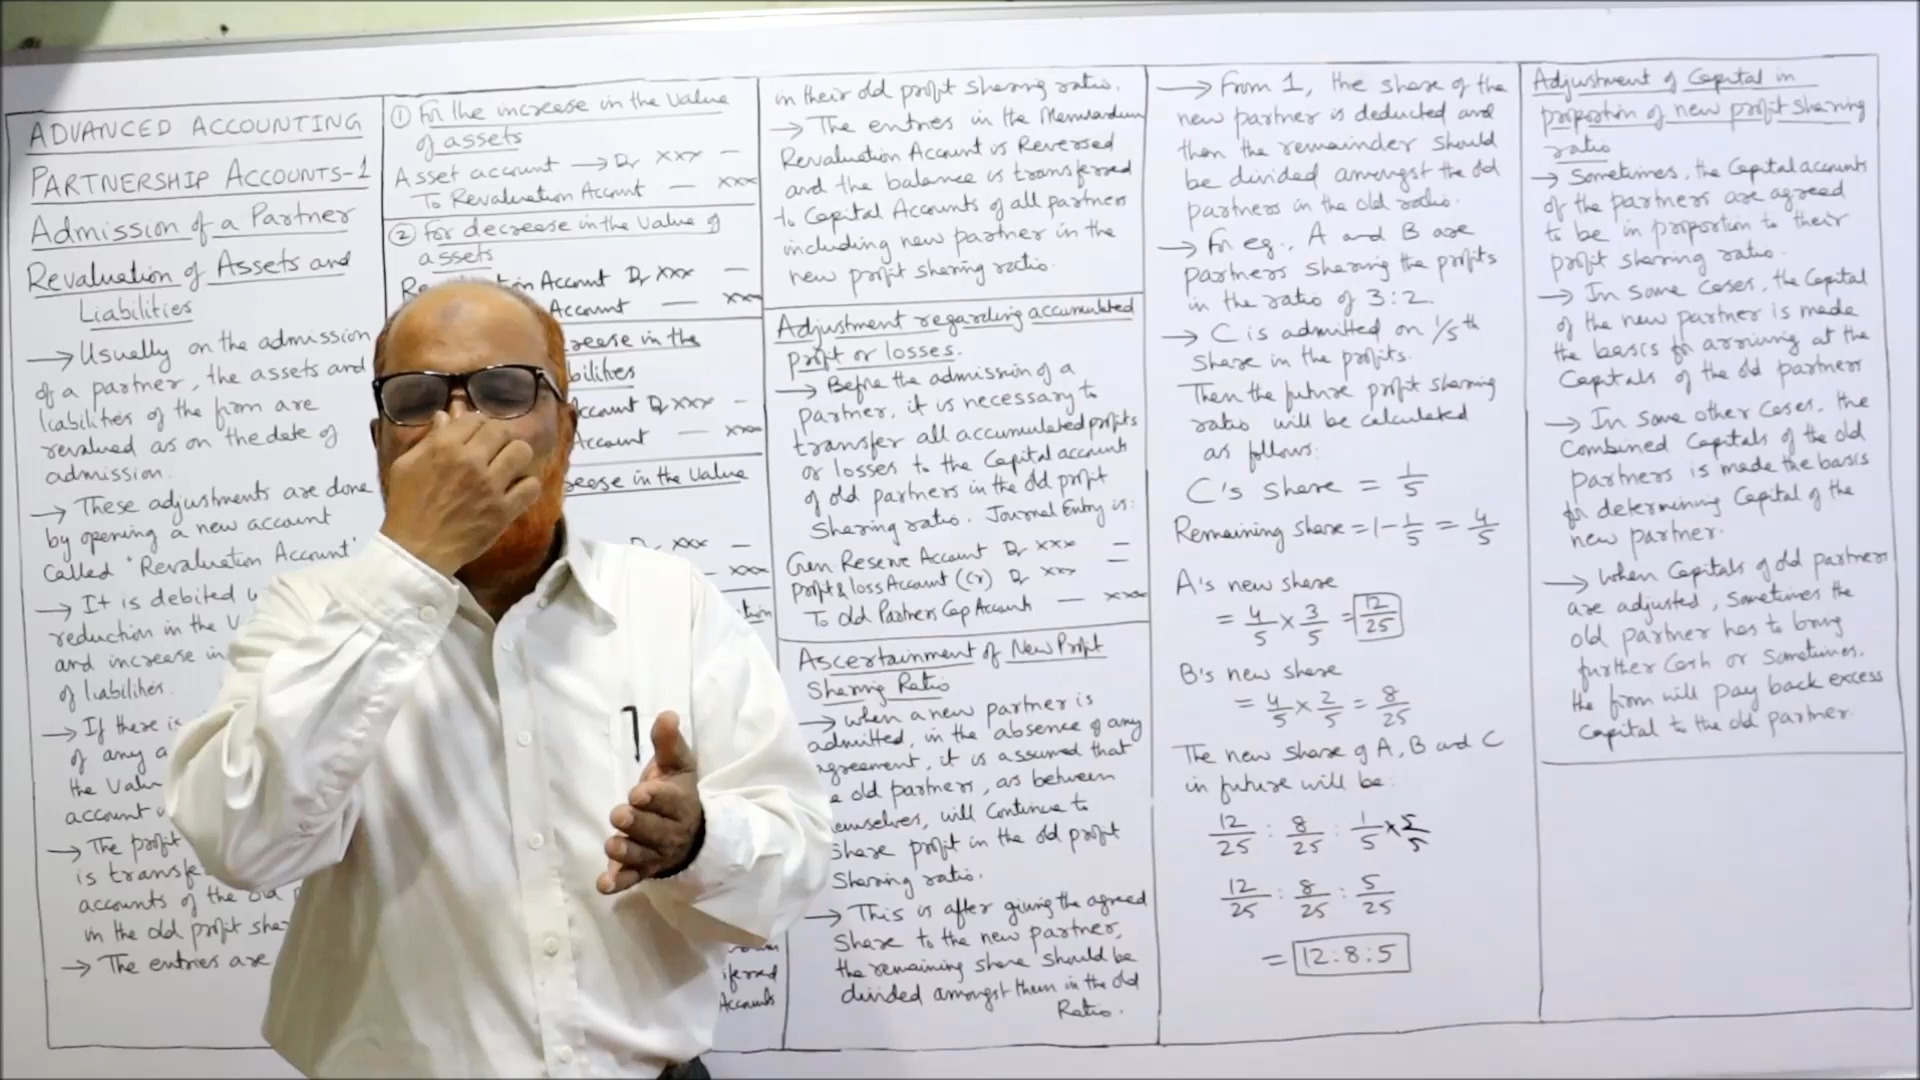 ADVANCED ACCOUNTING
PARTNERSHIP ACCOUNTS-1
Admission of a Partner
Revaluation of Assets and
Liabilities
→ Usually on the admission
of a partner, the assets and
liabilities of the firm are
revalued as on the date of
admission.
→ These adjustments are done
by opening a new account
Called "Revaluation Account"
→ It is debited
reduction in the
and increase in
of liabilities.
→ If there is
of any a
the Valu
account
→ The profit
is transfe
accounts of the old
in the old profit sha
→ The entries are
① For the increase in the value
of assets
Asset account → Dr xxx —
To Revaluation Account — xxx
② For decrease in the value of
assets
Account Dr xxx —
Account — xxx
rease in the
bilities
Account Dr xxx —
Account — xxx
rease in the value
Dr xxx —
— xxx
ferred
Accounts
in their old profit sharing ratio.
→ The entries in the Memorandum
Revaluation Account is Reversed
and the balance is transferred
to Capital Accounts of all partners
including new partner in the
new profit sharing ratio.
Adjustment regarding accumulated
profit or losses.
→ Before the admission of a
partner, it is necessary to
transfer all accumulated profits
or losses to the Capital accounts
of old partners in the old profit
Sharing ratio. Journal Entry is:
Gen. Reserve Account Dr xxx —
Profit & loss Account (Cr) Dr xxx —
To Old Partners Cap Account — xxx
Ascertainment of New Profit
Sharing Ratio
→ When a new partner is
admitted, in the absence of any
agreement, it is assumed that
e old partners, as between
emselves, will Continue to
Share profit in the old profit
Sharing ratio.
→ This is after giving the agreed
Share to the new partner,
the remaining share should be
divided amongst them in the old
Ratio.
→ From 1, the share of the
new partner is deducted and
then the remainder should
be divided amongst the old
partners in the old ratio.
→ For eg., A and B are
partners sharing the profits
in the ratio of 3:2.
→ C is admitted on 1/5th
Share in the profits.
Then the future profit sharing
ratio will be calculated
as follows:
C's Share = 1/5
Remaining share = 1 - 1/5 = 4/5
A's new share
= 4/5 × 3/5 = 12/25
B's new share
= 4/5 × 2/5 = 8/25
The new share of A, B and C
in future will be:
12/25 : 8/25 : 1/5 × 5/5
12/25 : 8/25 : 5/25
= 12:8:5
Adjustment of Capital in
proportion of new profit sharing
ratio
→ Sometimes, the Capital accounts
of the partners are agreed
to be in proportion to their
profit sharing ratio.
→ In some cases, the Capital
of the new partner is made
the basis for arriving at the
Capitals of the old partners
→ In some other Cases, the
Combined Capitals of the old
partners is made the basis
for determining Capital of the
new partner.
→ When Capitals of old partners
are adjusted, Sometimes the
old partner has to bring
further Cash or Sometimes,
the firm will pay back excess
Capital to the old partner.